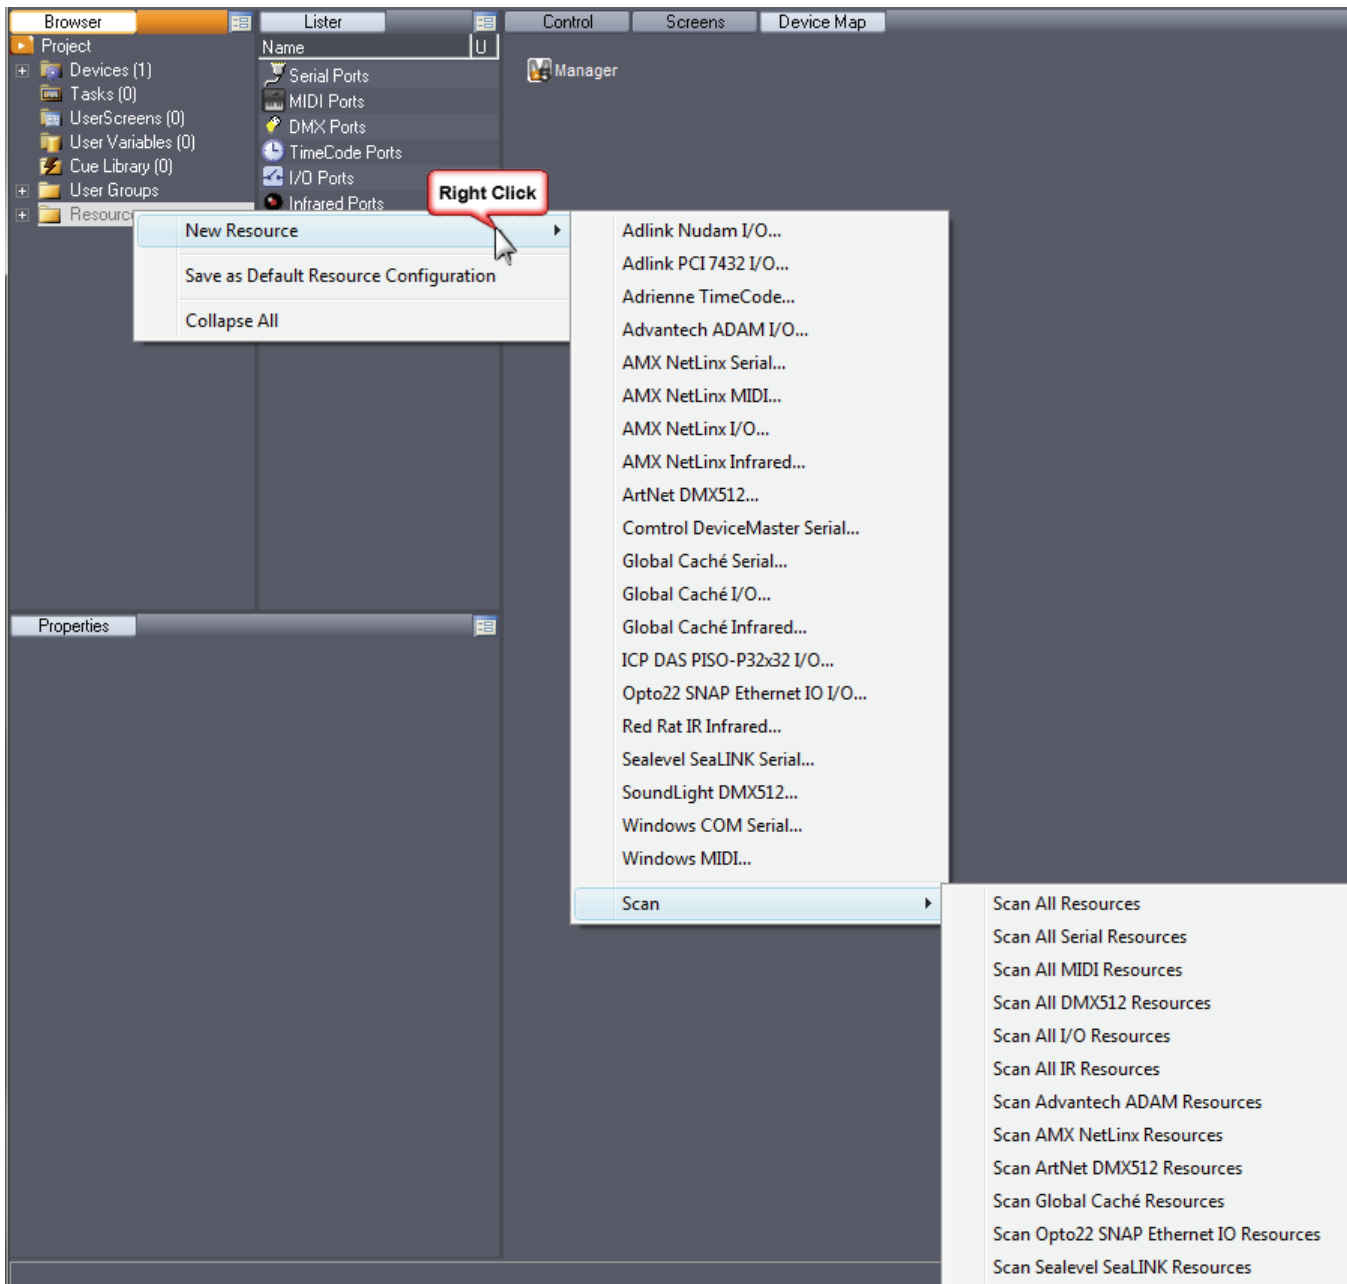 Browser
Lister
Control
Screens
Device Map
Project
Devices (1)
Tasks (0)
UserScreens (0)
User Variables (0)
Cue Library (0)
User Groups
Resourc
Name
U
Serial Ports
MIDI Ports
DMX Ports
TimeCode Ports
I/O Ports
Infrared Ports
Manager
Right Click
New Resource
Save as Default Resource Configuration
Collapse All
Adlink Nudam I/O...
Adlink PCI 7432 I/O...
Adrienne TimeCode...
Advantech ADAM I/O...
AMX NetLinx Serial...
AMX NetLinx MIDI...
AMX NetLinx I/O...
AMX NetLinx Infrared...
ArtNet DMX512...
Comtrol DeviceMaster Serial...
Global Caché Serial...
Global Caché I/O...
Global Caché Infrared...
ICP DAS PISO-P32x32 I/O...
Opto22 SNAP Ethernet IO I/O...
Red Rat IR Infrared...
Sealevel SeaLINK Serial...
SoundLight DMX512...
Windows COM Serial...
Windows MIDI...
Scan
Scan All Resources
Scan All Serial Resources
Scan All MIDI Resources
Scan All DMX512 Resources
Scan All I/O Resources
Scan All IR Resources
Scan Advantech ADAM Resources
Scan AMX NetLinx Resources
Scan ArtNet DMX512 Resources
Scan Global Caché Resources
Scan Opto22 SNAP Ethernet IO Resources
Scan Sealevel SeaLINK Resources
Properties